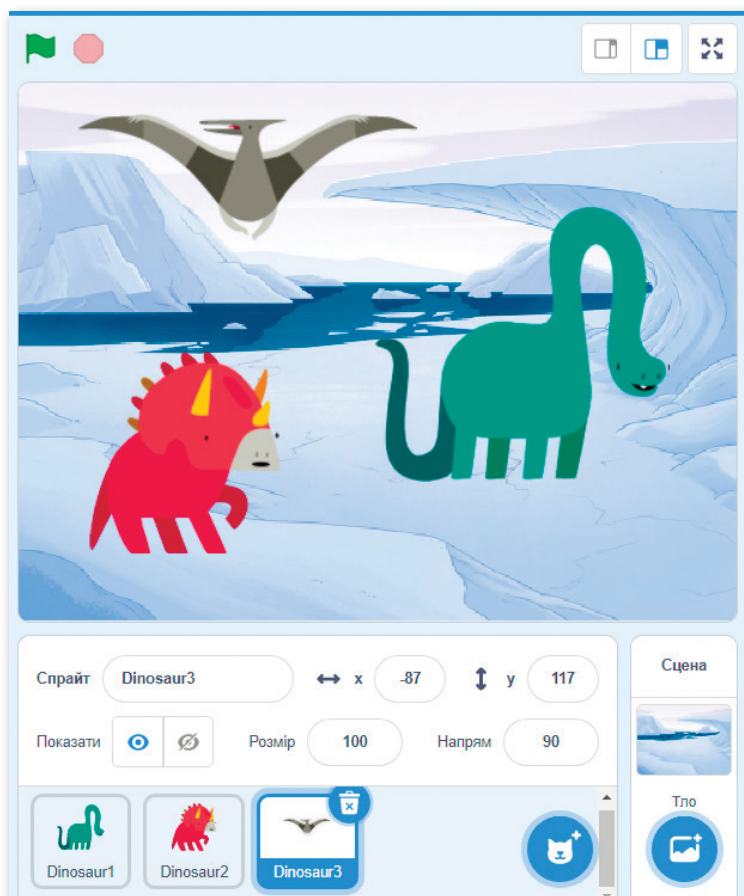 Спрайт Dinosaur3 x -87 y 117
Сцена
Показати Розмір 100 Напрям 90
Тло
Dinosaur1 Dinosaur2 Dinosaur3